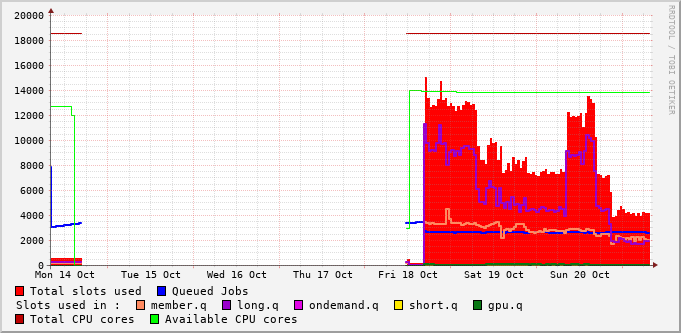 RRDTOOL / TOBI OETIKER
20000
18000
16000
14000
12000
10000
8000
6000
4000
2000
0
Mon 14 Oct Tue 15 Oct Wed 16 Oct Thu 17 Oct Fri 18 Oct Sat 19 Oct Sun 20 Oct
Total slots used Queued Jobs
Slots used in : member.q long.q ondemand.q short.q gpu.q
Total CPU cores Available CPU cores